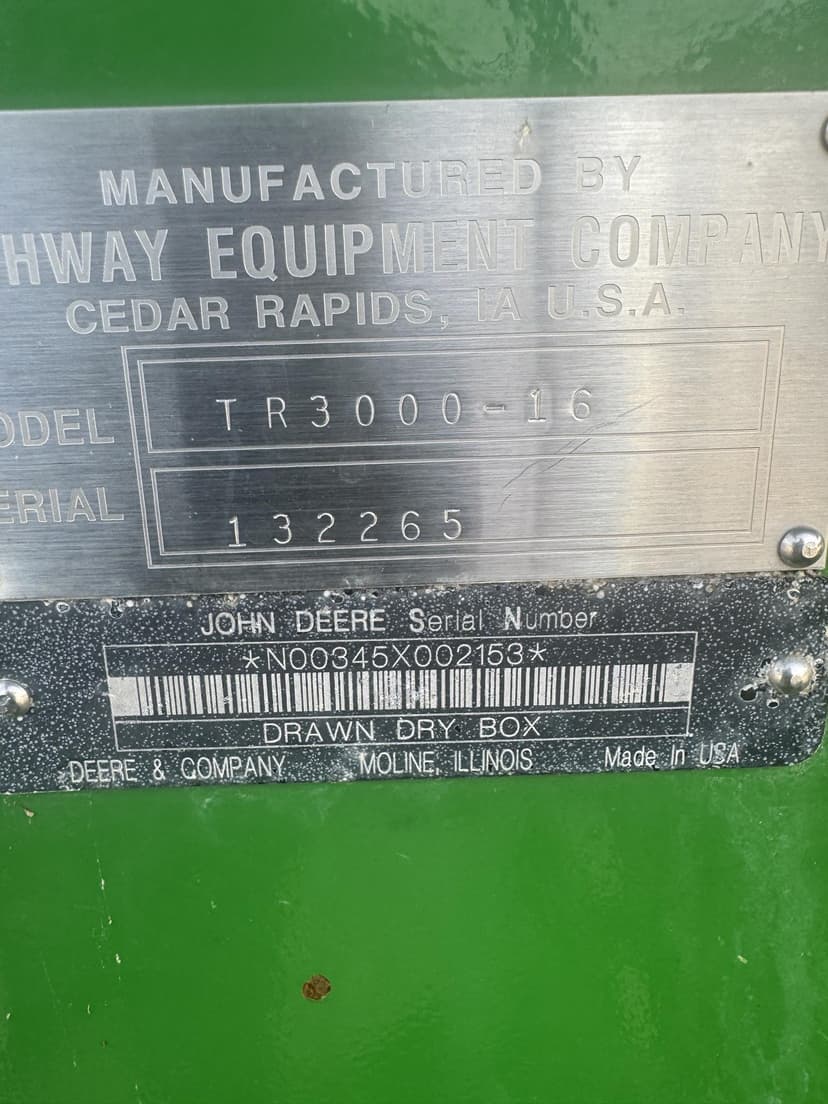 MANUFACTURED BY
HWAY EQUIPMENT COMPANY
CEDAR RAPIDS, IA U.S.A.
ODEL TR3000-16
ERIAL 132265
JOHN DEERE Serial Number
*N00345X002153*
DRAWN DRY BOX
DEERE & COMPANY MOLINE, ILLINOIS Made In USA